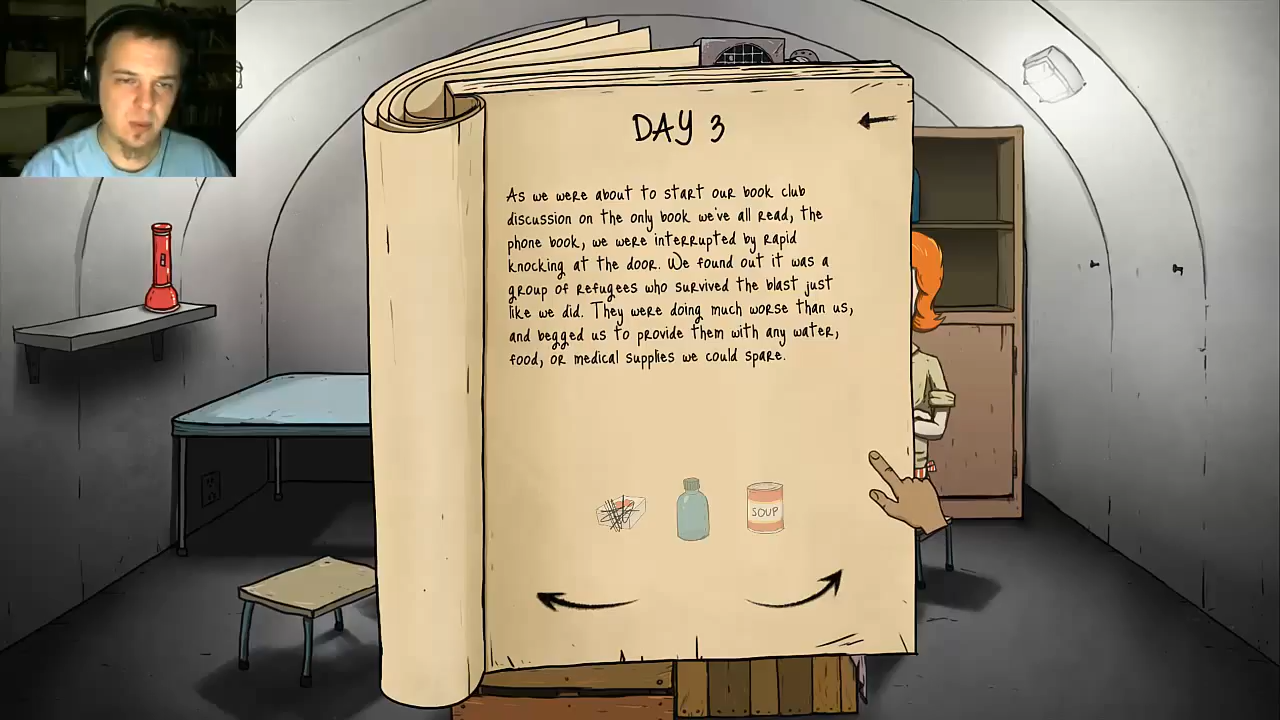 DAY 3
As we were about to start our book club
discussion on the only book we've all read, the
phone book, we were interrupted by rapid
knocking at the door. We found out it was a
group of refugees who survived the blast just
like we did. They were doing much worse than us,
and begged us to provide them with any water,
food, or medical supplies we could spare.
SOUP